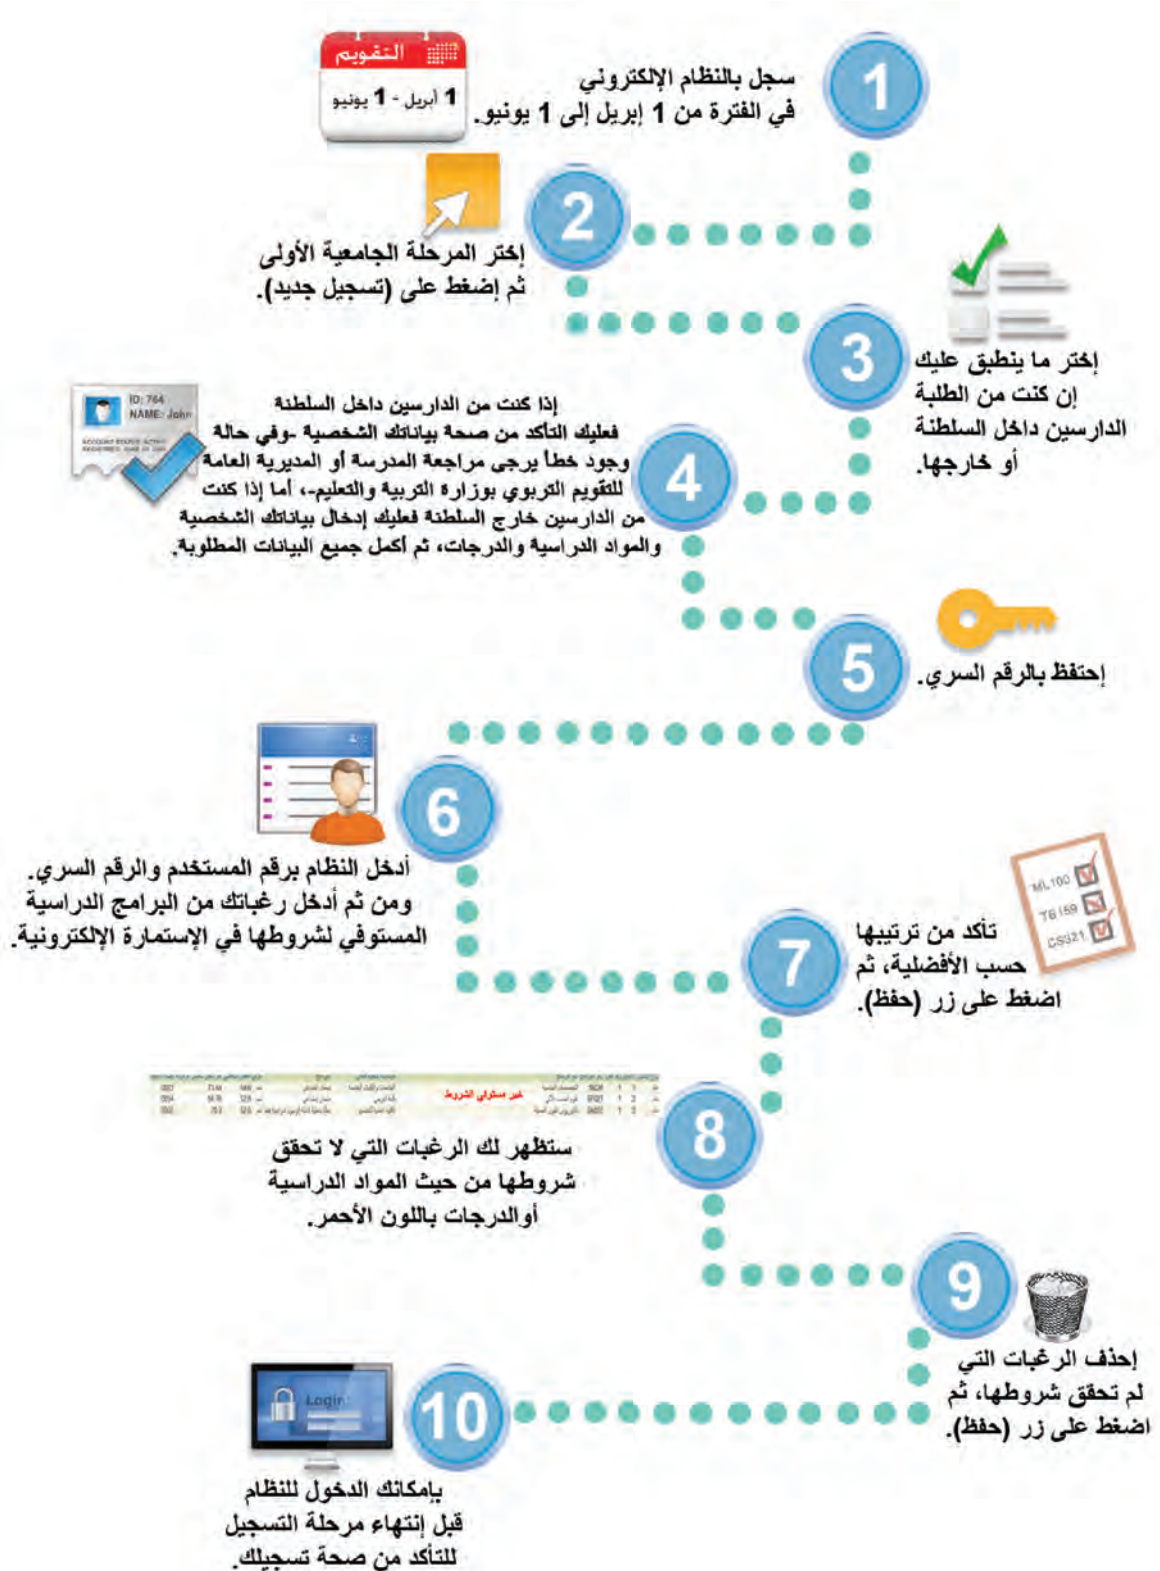 التقويم
1 أبريل - 1 يونيو
1
سجل بالنظام الإلكتروني
في الفترة من 1 إبريل إلى 1 يونيو.
2
إختر المرحلة الجامعية الأولى
ثم إضغط على (تسجيل جديد).
3
إختر ما ينطبق عليك
إن كنت من الطلبة
الدارسين داخل السلطنة
أو خارجها.
ID: 764
NAME: John
4
إذا كنت من الدارسين داخل السلطنة
فعليك التأكد من صحة بياناتك الشخصية -وفي حالة
وجود خطأ يرجى مراجعة المدرسة أو المديرية العامة
للتقويم التربوي بوزارة التربية والتعليم-، أما إذا كنت
من الدارسين خارج السلطنة فعليك إدخال بياناتك الشخصية
والمواد الدراسية والدرجات، ثم أكمل جميع البيانات المطلوبة.
5
إحتفظ بالرقم السري.
6
أدخل النظام برقم المستخدم والرقم السري.
ومن ثم أدخل رغباتك من البرامج الدراسية
المستوفي لشروطها في الإستمارة الإلكترونية.
ML100
TG159
CS321
7
تأكد من ترتيبها
حسب الأفضلية، ثم
اضغط على زر (حفظ).
غير مستوفي الشروط
8
ستظهر لك الرغبات التي لا تحقق
شروطها من حيث المواد الدراسية
أوالدرجات باللون الأحمر.
9
إحذف الرغبات التي
لم تحقق شروطها، ثم
اضغط على زر (حفظ).
Login:
10
بإمكانك الدخول للنظام
قبل إنتهاء مرحلة التسجيل
للتأكد من صحة تسجيلك.